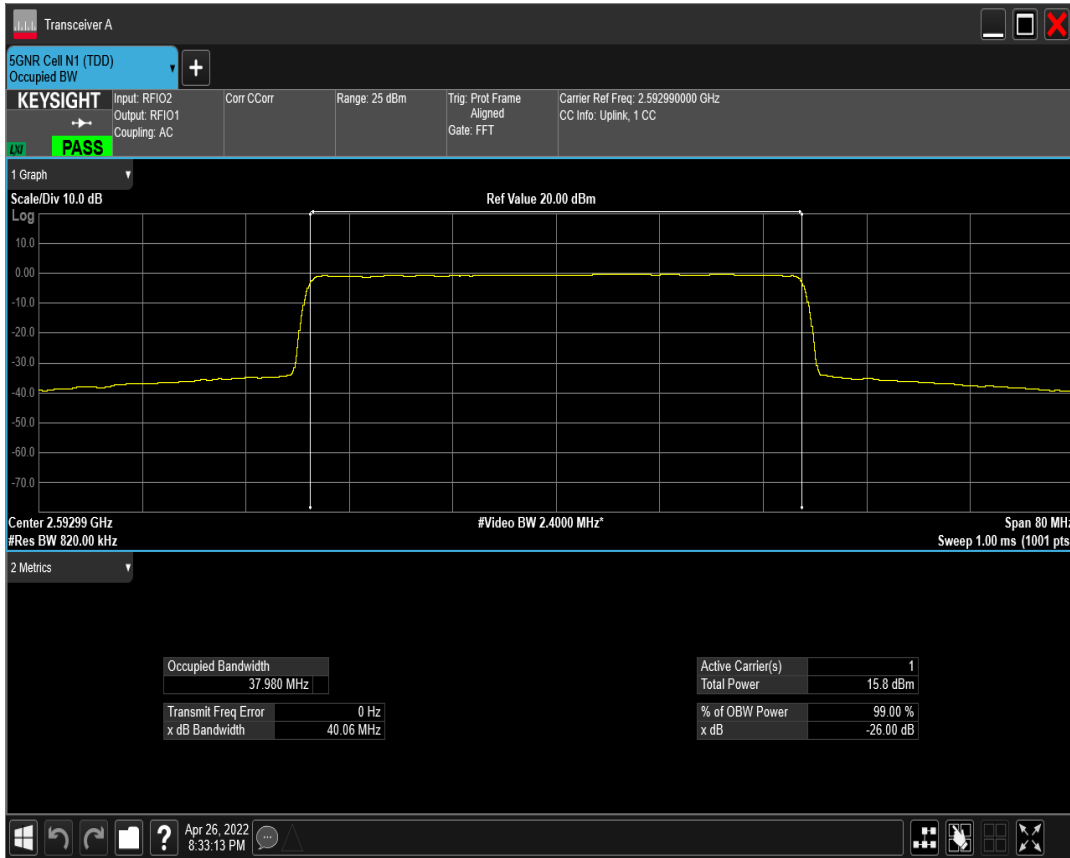 Transceiver A
5GNR Cell N1 (TDD)
Occupied BW
+
KEYSIGHT
LXI
PASS
Input: RFIO2
Output: RFIO1
Coupling: AC
Corr CCorr
Range: 25 dBm
Trig: Prot Frame
Aligned
Gate: FFT
Carrier Ref Freq: 2.592990000 GHz
CC Info: Uplink, 1 CC
1 Graph
Scale/Div 10.0 dB
Ref Value 20.00 dBm
Log
10.0
0.00
-10.0
-20.0
-30.0
-40.0
-50.0
-60.0
-70.0
Center 2.59299 GHz
#Video BW 2.4000 MHz*
Span 80 MHz
#Res BW 820.00 kHz
Sweep 1.00 ms (1001 pts
2 Metrics
Occupied Bandwidth
37.980 MHz
Transmit Freq Error 0 Hz
x dB Bandwidth 40.06 MHz
Active Carrier(s) 1
Total Power 15.8 dBm
% of OBW Power 99.00 %
x dB -26.00 dB
?
Apr 26, 2022
8:33:13 PM